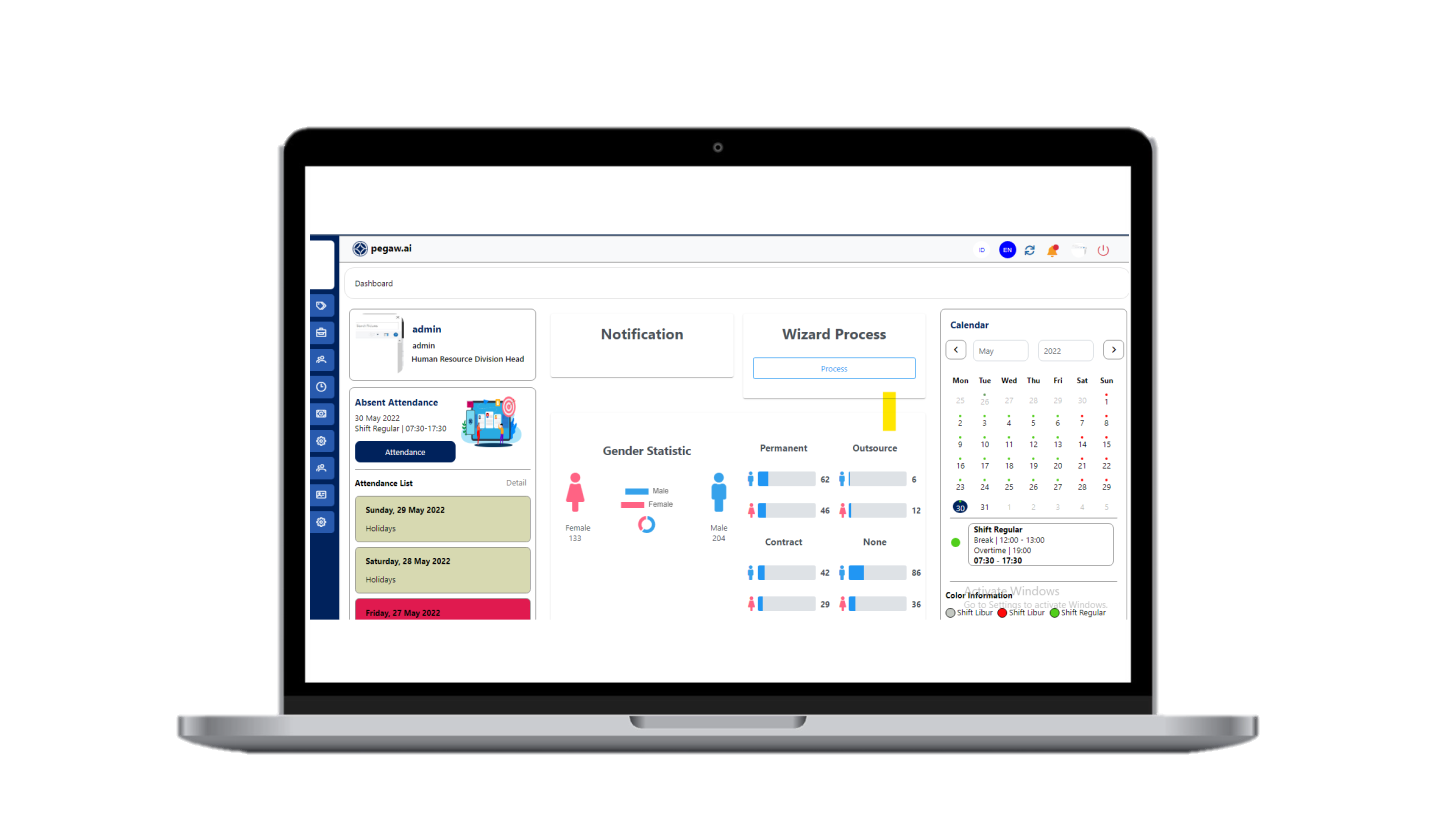 pegaw.ai
ID
EN
Dashboard
admin
admin
Human Resource Division Head
Absent Attendance
30 May 2022
Shift Regular | 07:30-17:30
Attendance
Attendance List
Detail
Sunday, 29 May 2022
Holidays
Saturday, 28 May 2022
Holidays
Friday, 27 May 2022
Notification
Wizard Process
Process
Gender Statistic
Male
Female
Female
133
Male
204
Permanent
Outsource
62
6
46
12
Contract
None
42
86
29
36
Calendar
May
2022
Mon Tue Wed Thu Fri Sat Sun
25 26 27 28 29 30 1
2 3 4 5 6 7 8
9 10 11 12 13 14 15
16 17 18 19 20 21 22
23 24 25 26 27 28 29
30 31 1 2 3 4 5
Shift Regular
Break | 12:00 - 13:00
Overtime | 19:00
07:30 - 17:30
Activate Windows
Go to Settings to activate Windows.
Color Information
Shift Libur Shift Libur Shift Regular